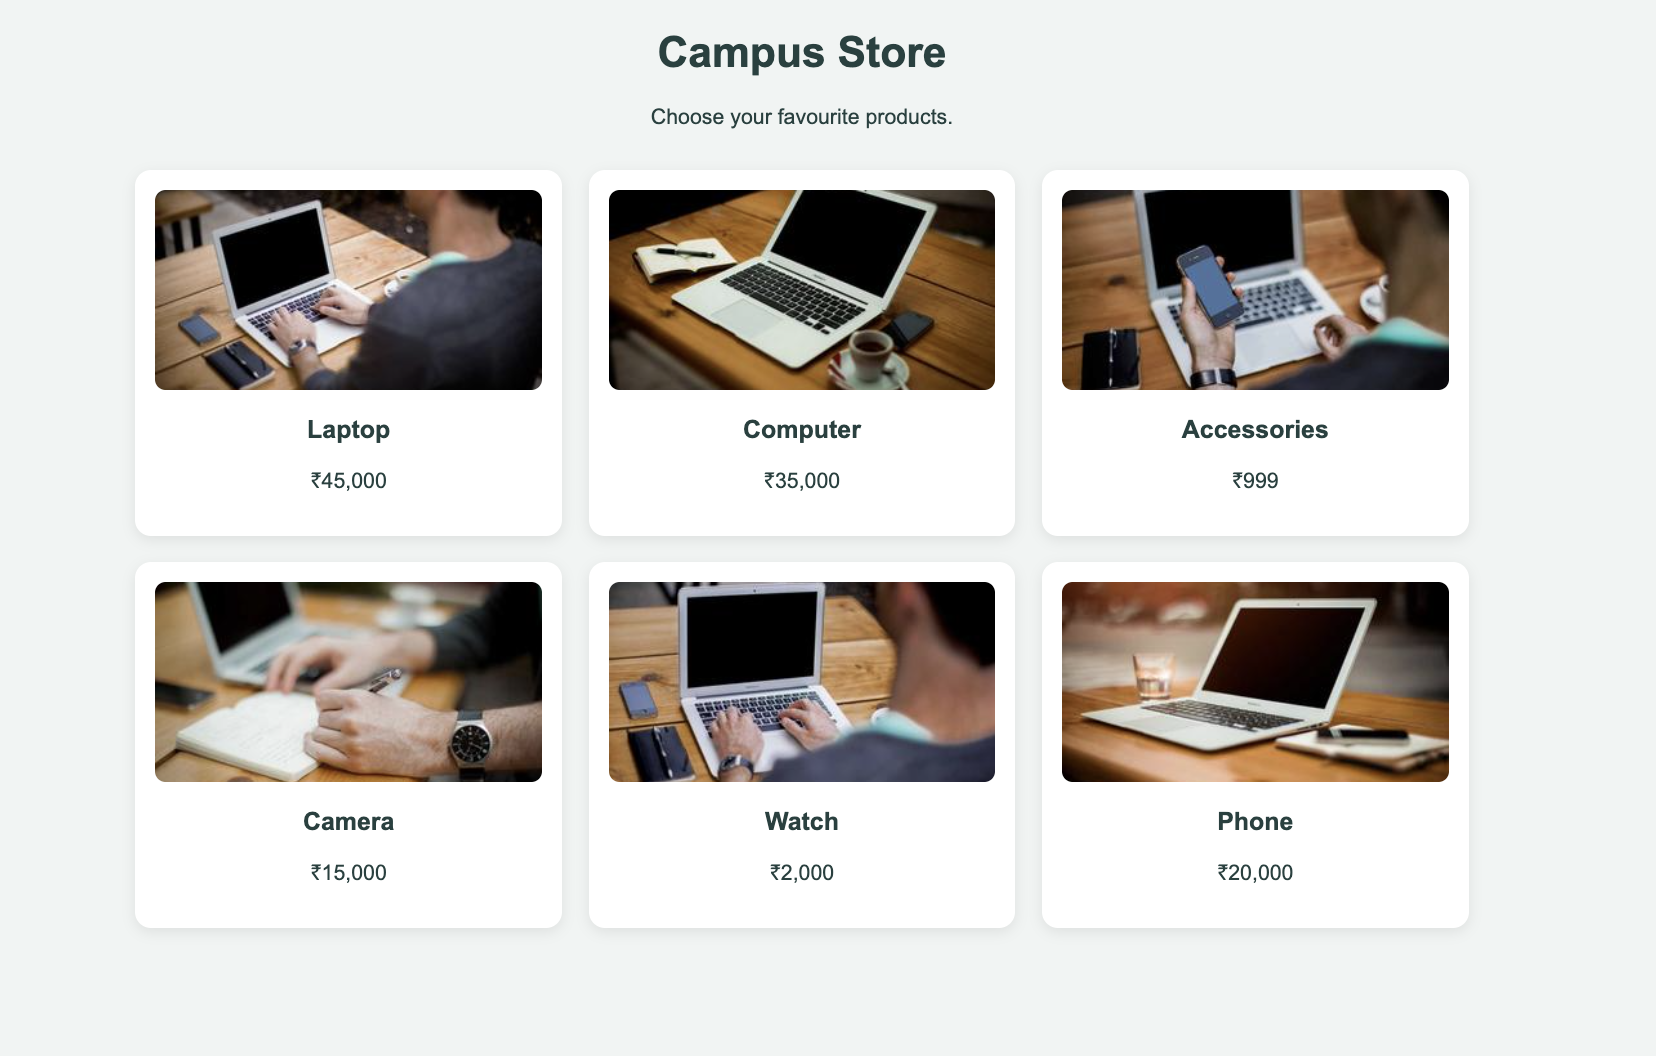 Campus Store
Choose your favourite products.
Laptop
₹45,000
Computer
₹35,000
Accessories
₹999
Camera
₹15,000
Watch
₹2,000
Phone
₹20,000